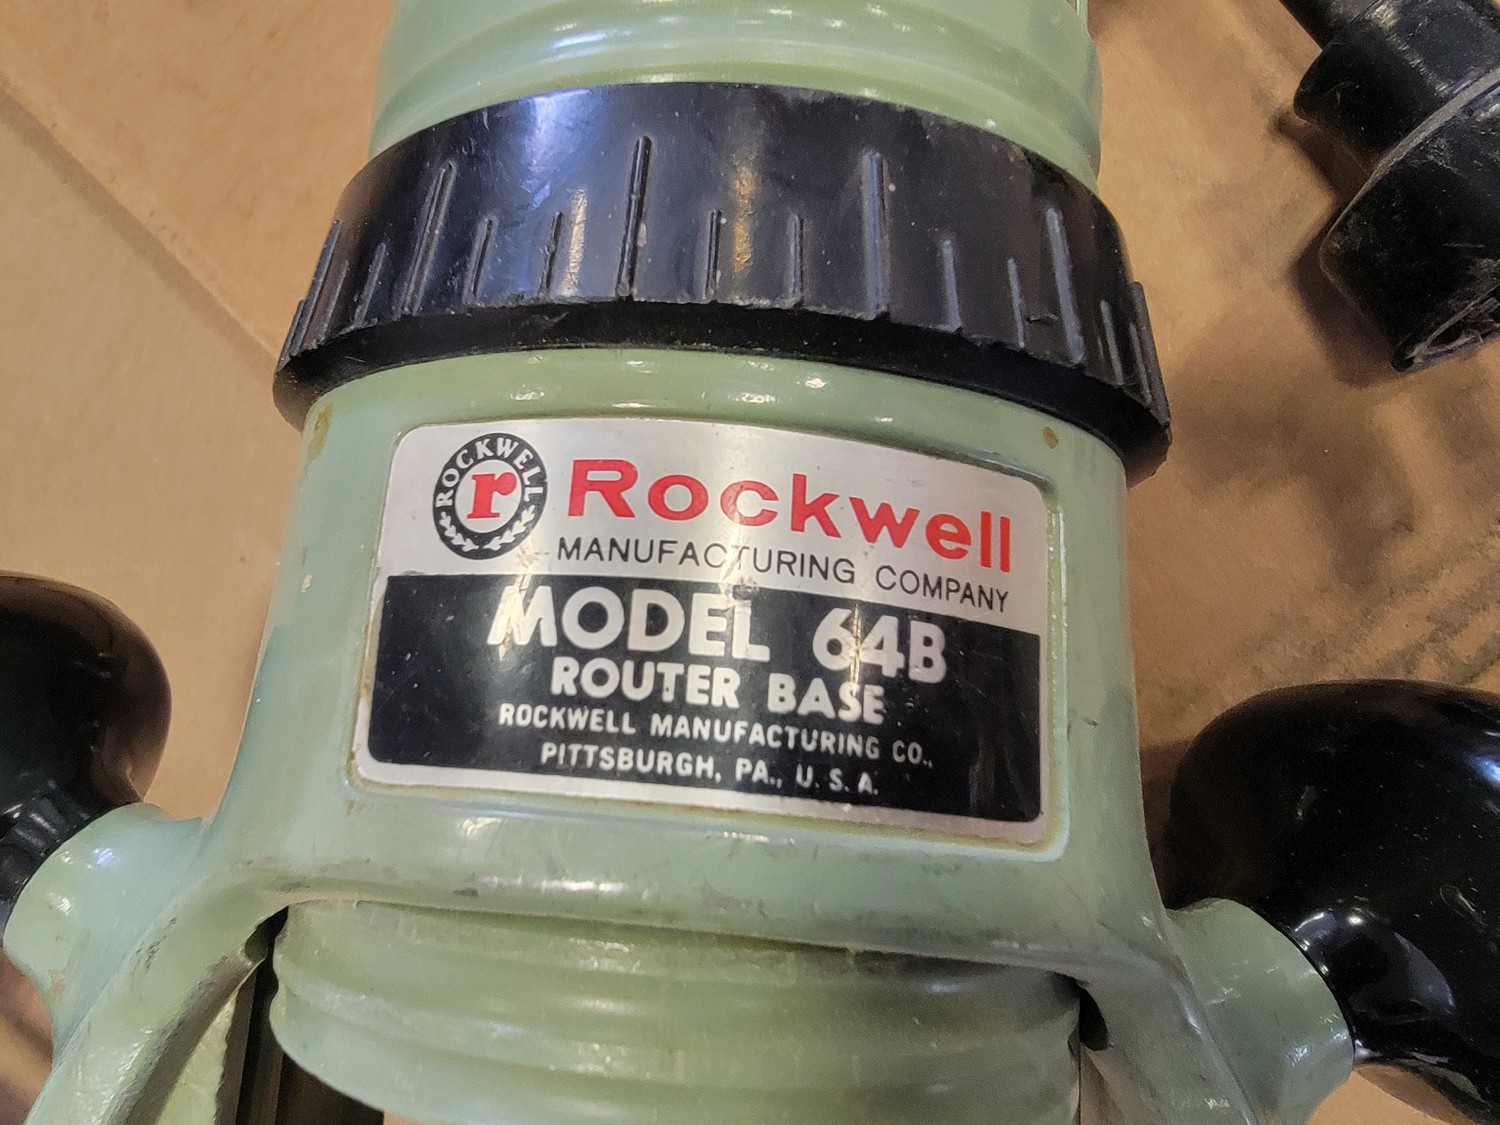 ROCKWELL
r
Rockwell
MANUFACTURING COMPANY
MODEL 64B
ROUTER BASE
ROCKWELL MANUFACTURING CO.,
PITTSBURGH, PA., U. S. A.